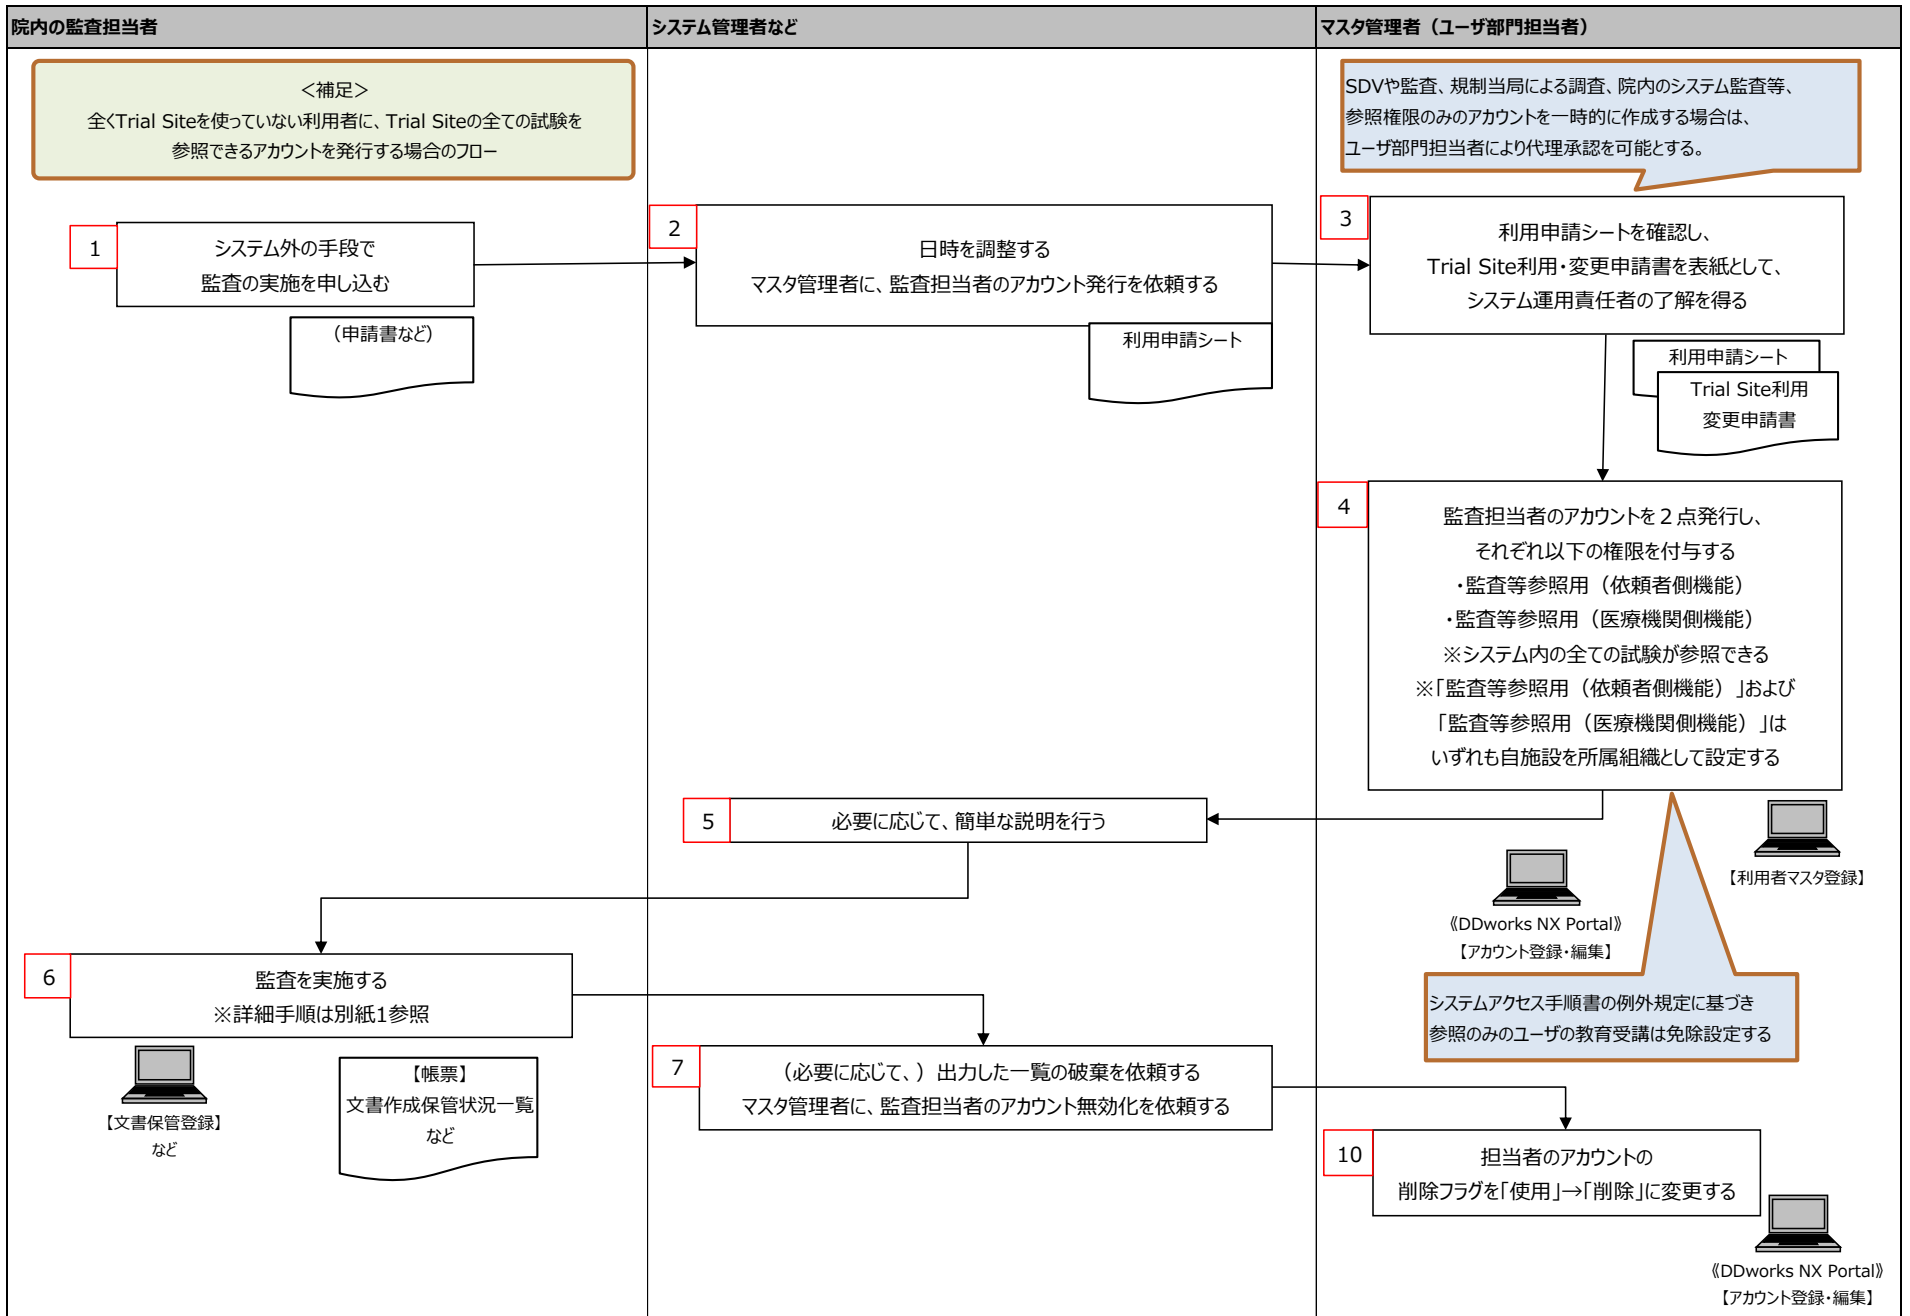 院内の監査担当者
システム管理者など
マスタ管理者（ユーザ部門担当者）
＜補足＞
全くTrial Siteを使っていない利用者に、Trial Siteの全ての試験を
参照できるアカウントを発行する場合のフロー
SDVや監査、規制当局による調査、院内のシステム監査等、
参照権限のみのアカウントを一時的に作成する場合は、
ユーザ部門担当者により代理承認を可能とする。
1
システム外の手段で
監査の実施を申し込む
（申請書など）
2
日時を調整する
マスタ管理者に、監査担当者のアカウント発行を依頼する
利用申請シート
3
利用申請シートを確認し、
Trial Site利用・変更申請書を表紙として、
システム運用責任者の了解を得る
利用申請シート
Trial Site利用
変更申請書
4
監査担当者のアカウントを２点発行し、
それぞれ以下の権限を付与する
・監査等参照用（依頼者側機能）
・監査等参照用（医療機関側機能）
※システム内の全ての試験が参照できる
※「監査等参照用（依頼者側機能）」および
「監査等参照用（医療機関側機能）」は
いずれも自施設を所属組織として設定する
【利用者マスタ登録】
《DDworks NX Portal》
【アカウント登録・編集】
システムアクセス手順書の例外規定に基づき
参照のみのユーザの教育受講は免除設定する
5
必要に応じて、簡単な説明を行う
6
監査を実施する
※詳細手順は別紙1参照
【文書保管登録】
など
【帳票】
文書作成保管状況一覧
など
7
（必要に応じて、）出力した一覧の破棄を依頼する
マスタ管理者に、監査担当者のアカウント無効化を依頼する
10
担当者のアカウントの
削除フラグを「使用」→「削除」に変更する
《DDworks NX Portal》
【アカウント登録・編集】